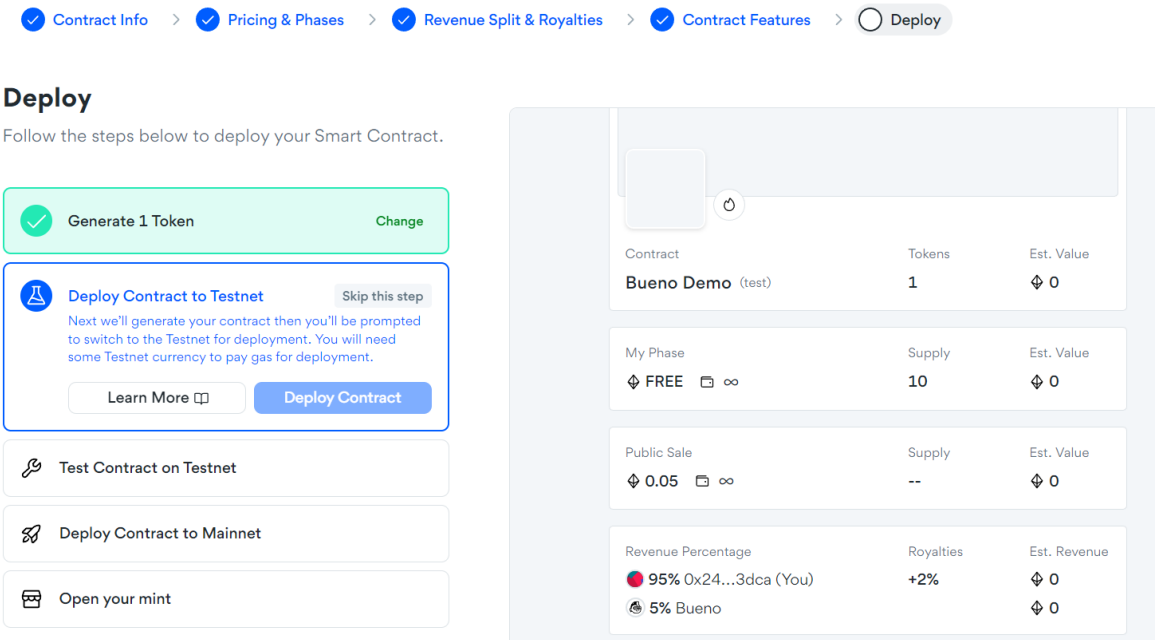 Contract Info > Pricing & Phases > Revenue Split & Royalties > Contract Features > Deploy
Deploy
Follow the steps below to deploy your Smart Contract.
Generate 1 Token Change
Deploy Contract to Testnet Skip this step
Next we'll generate your contract then you'll be prompted
to switch to the Testnet for deployment. You will need
some Testnet currency to pay gas for deployment.
Learn More Deploy Contract
Test Contract on Testnet
Deploy Contract to Mainnet
Open your mint
Contract Tokens Est. Value
Bueno Demo (test) 1 0
My Phase Supply Est. Value
FREE ∞ 10 0
Public Sale Supply Est. Value
0.05 ∞ -- 0
Revenue Percentage Royalties Est. Revenue
95% 0x24...3dca (You) +2% 0
5% Bueno 0